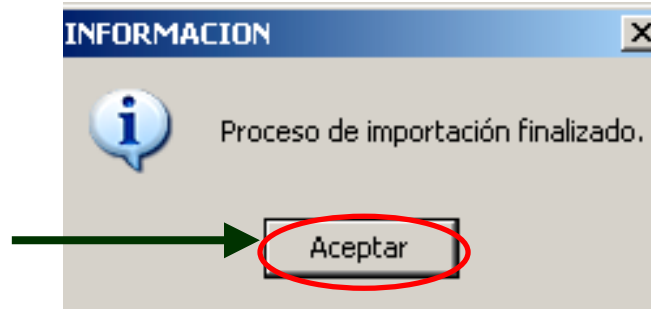 INFORMACION
Proceso de importación finalizado.
Aceptar